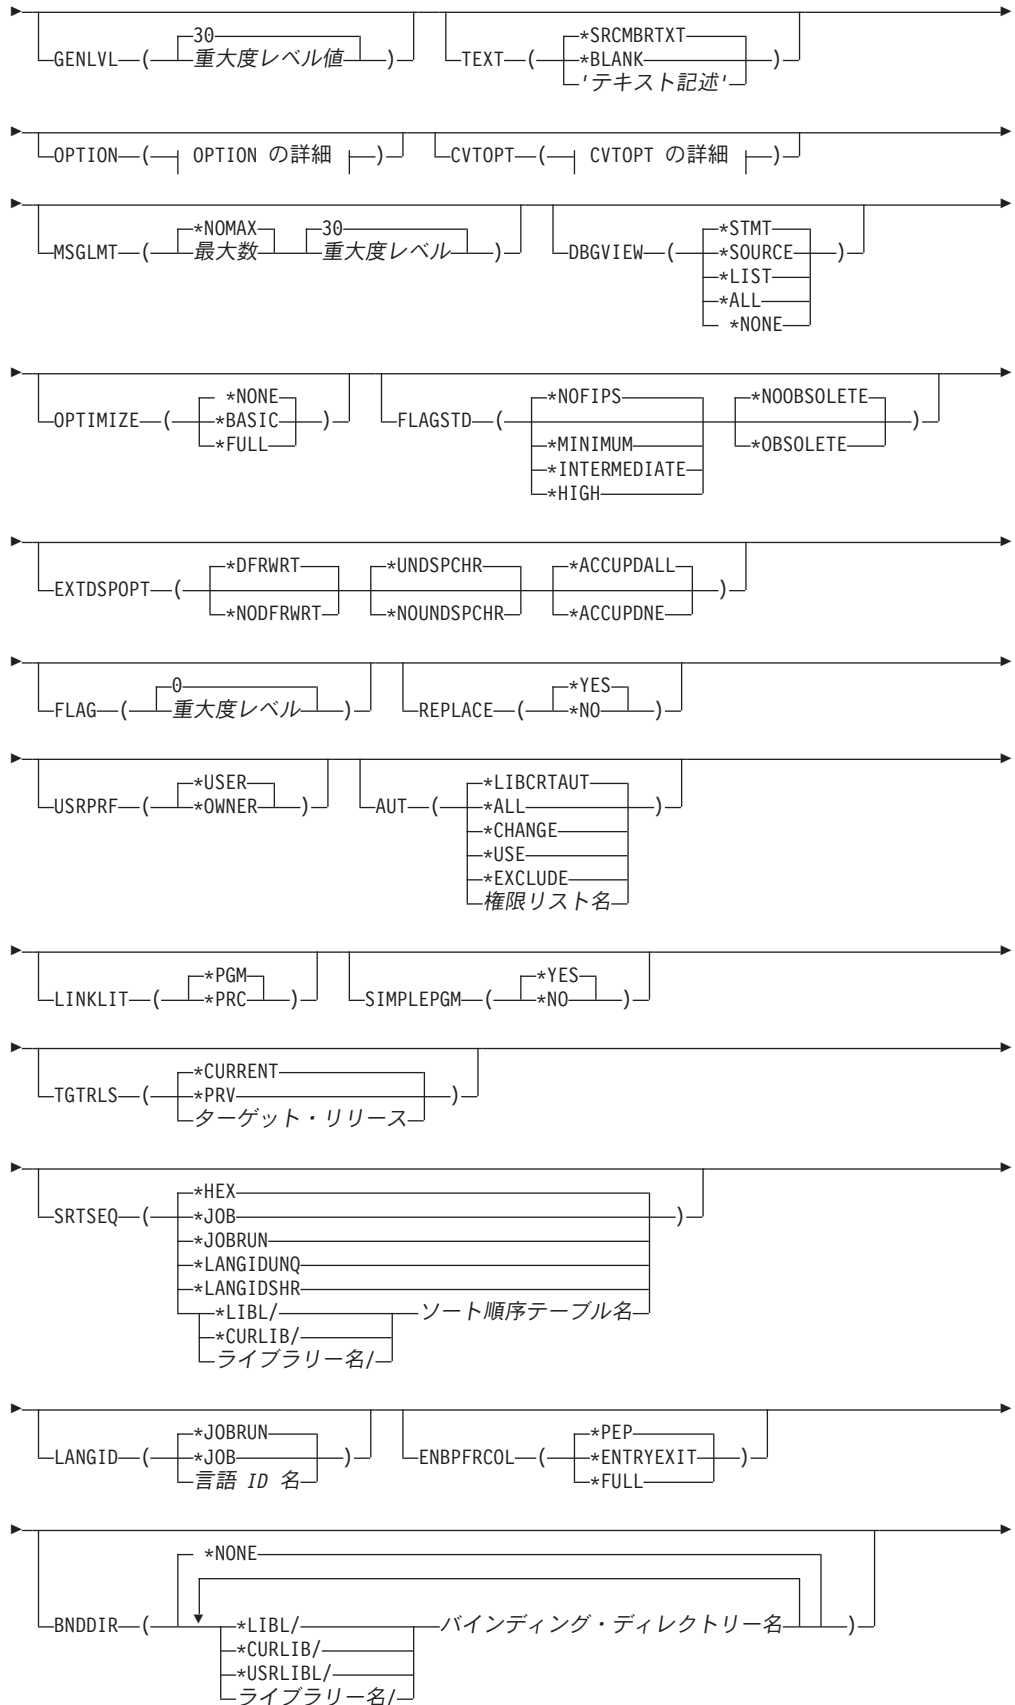 30
*SRCMBRTXT
GENLVL ( 重大度レベル値 ) TEXT ( *BLANK )
'テキスト記述'
OPTION ( OPTION の詳細 ) CVTOPT ( CVTOPT の詳細 )
*NOMAX 30 *STMT
MSGLMT ( 最大数 重大度レベル ) DBGVIEW ( *SOURCE )
*LIST
*ALL
*NONE
*NONE *NOFIPS *NOOBSOLETE
OPTIMIZE ( *BASIC ) FLAGSTD ( )
*FULL *MINIMUM *OBSOLETE
*INTERMEDIATE
*HIGH
*DFRWRT *UNDSPCHR *ACCUPDALL
EXTDSPOPT ( )
*NODFRWRT *NOUNDSPCHR *ACCUPDNE
0 *YES
FLAG ( 重大度レベル ) REPLACE ( *NO )
*USER *LIBCRTAUT
USRPRF ( *OWNER ) AUT ( *ALL )
*CHANGE
*USE
*EXCLUDE
権限リスト名
*PGM *YES
LINKLIT ( *PRC ) SIMPLEPGM ( *NO )
*CURRENT
TGTRLS ( *PRV )
ターゲット・リリース
*HEX
SRTSEQ ( *JOB )
*JOBRUN
*LANGIDUNQ
*LANGIDSHR
*LIBL/ ソート順序テーブル名
*CURLIB/
ライブラリー名/
*JOBRUN *PEP
LANGID ( *JOB ) ENBPFRCOL ( *ENTRYEXIT )
言語 ID 名 *FULL
*NONE
BNDDIR ( *LIBL/ バインディング・ディレクトリー名 )
*CURLIB/
*USRLIBL/
ライブラリー名/